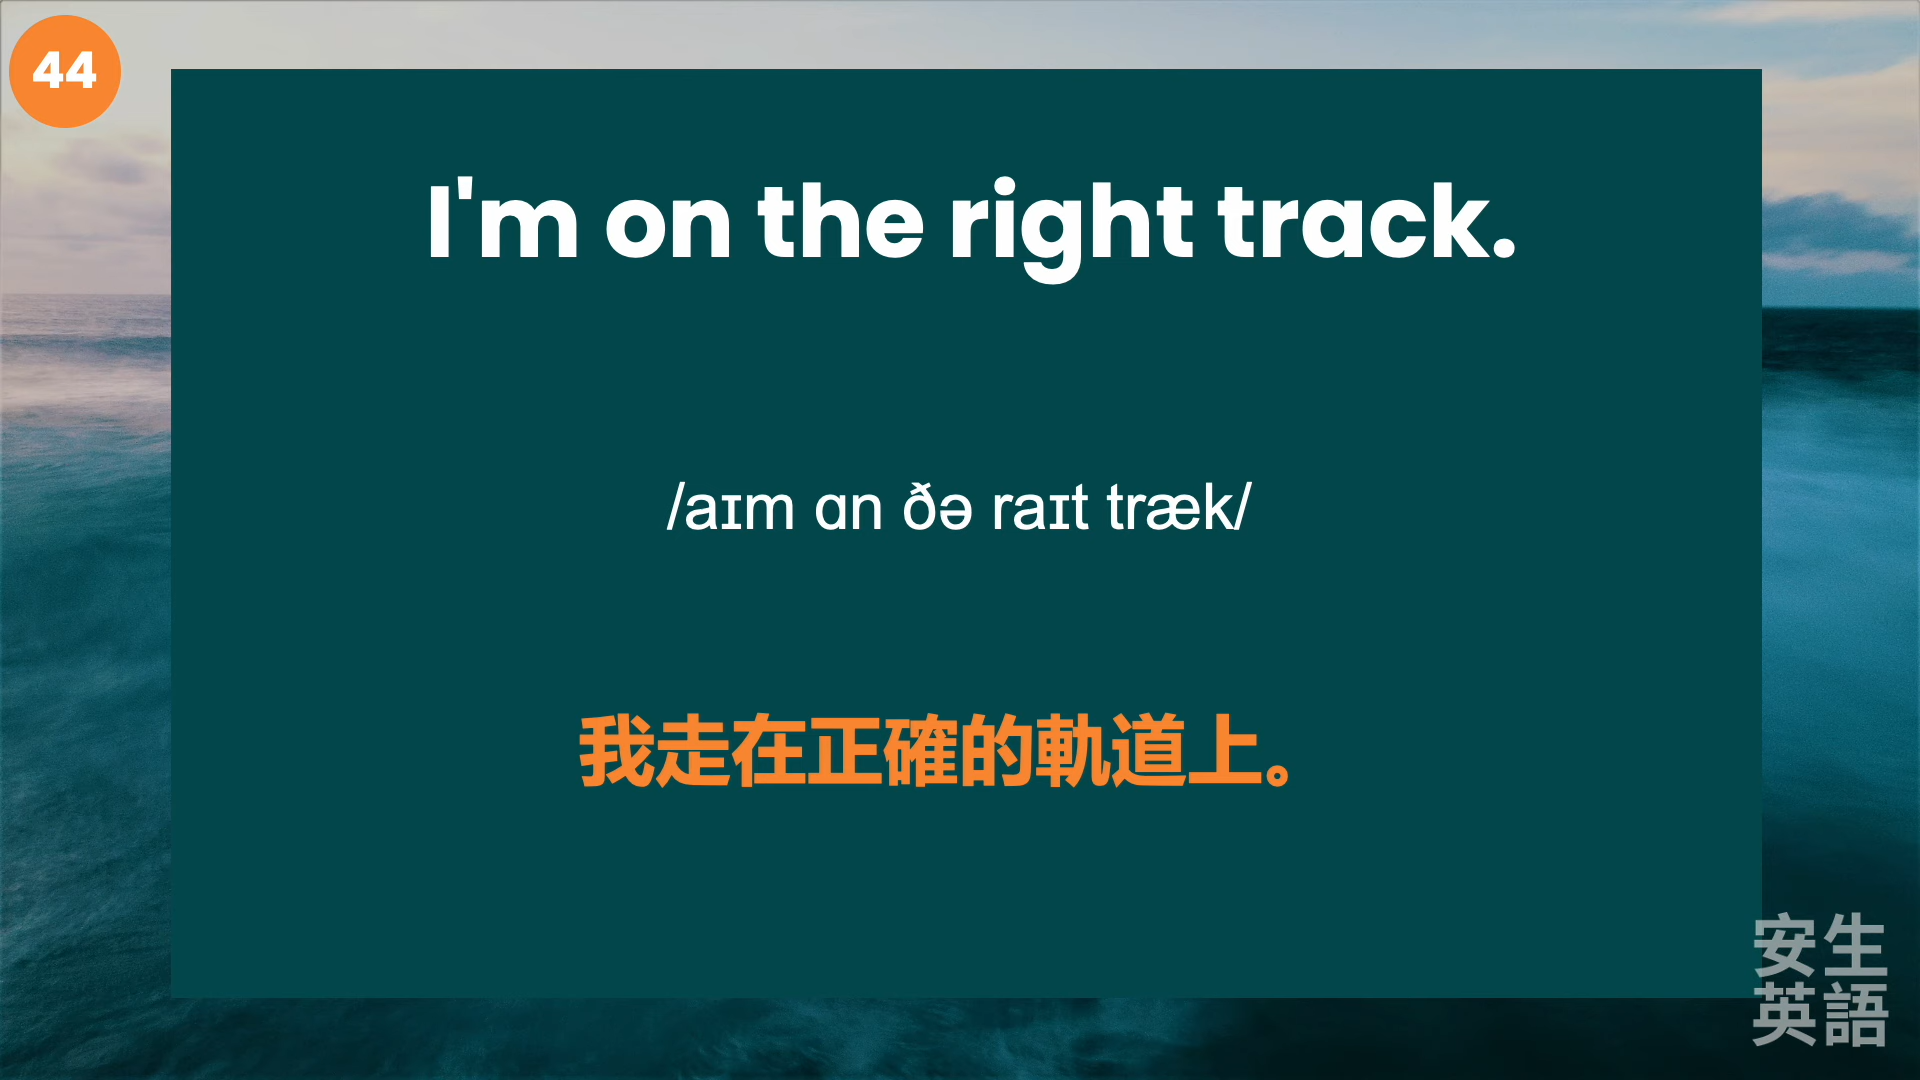 44
I'm on the right track.
/aɪm ɑn ðə raɪt træk/
我走在正確的軌道上。
安生
英語